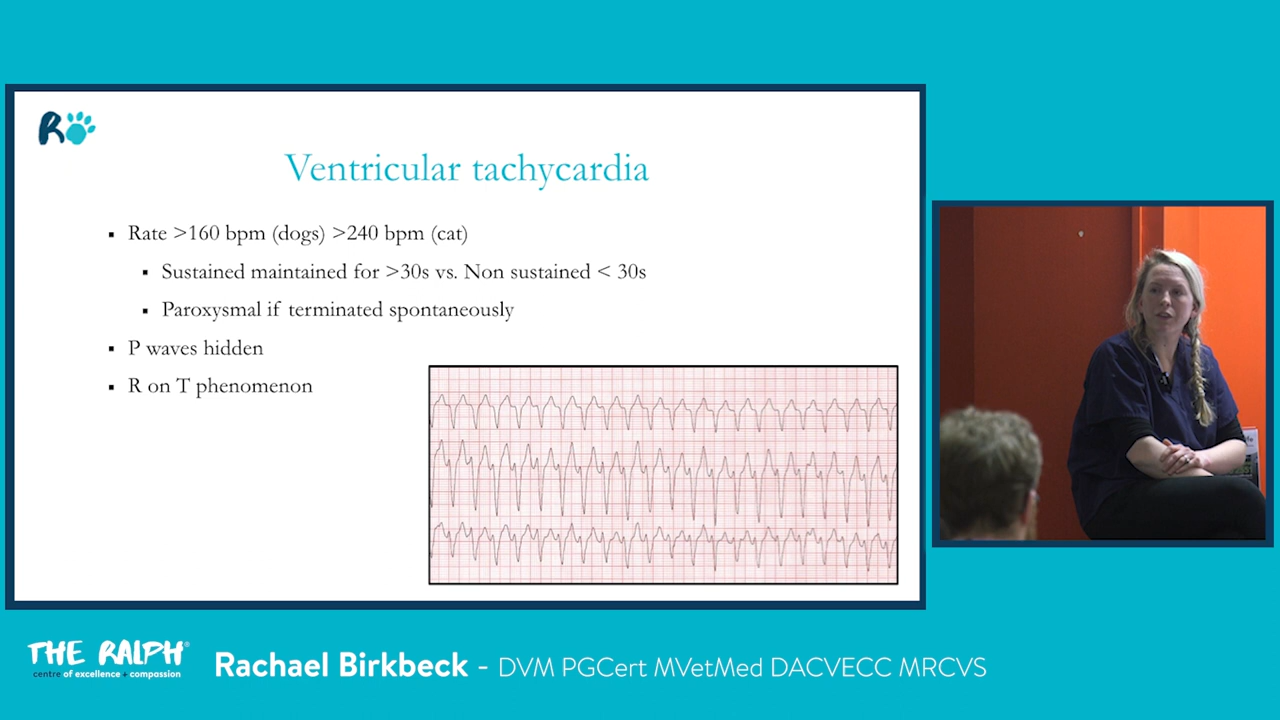 Ventricular tachycardia
▪ Rate >160 bpm (dogs) >240 bpm (cat)
▪ Sustained maintained for >30s vs. Non sustained < 30s
▪ Paroxysmal if terminated spontaneously
▪ P waves hidden
▪ R on T phenomenon
THE RALPH®
centre of excellence + compassion
Rachael Birkbeck - DVM PGCert MVetMed DACVECC MRCVS